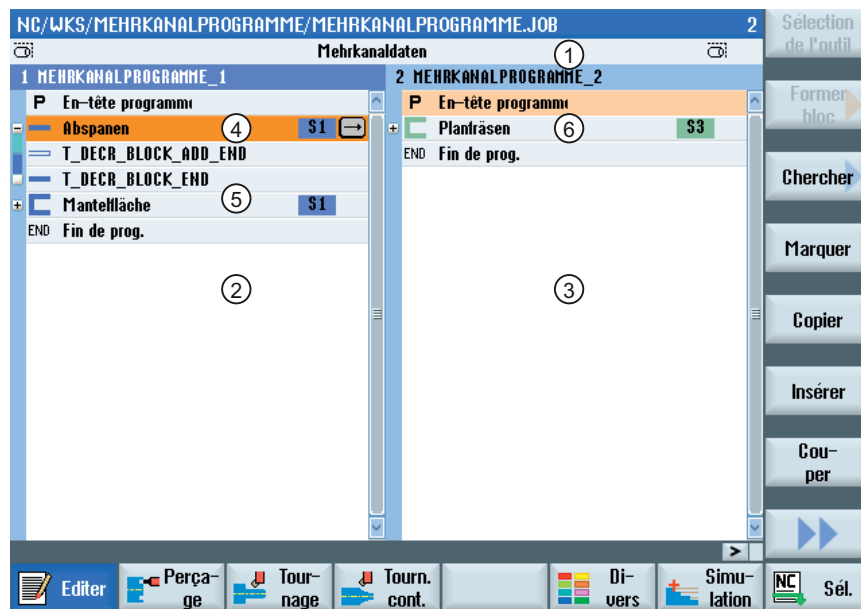 NC/WKS/MEHRKANALPROGRAMME/MEHRKANALPROGRAMME.JOB 2
Mehrkanaldaten 1
1 MEHRKANALPROGRAMME_1
P En-tête programme
Abspanen 4 S1
T_DECR_BLOCK_ADD_END
T_DECR_BLOCK_END
Mantelfläche 5 S1
END Fin de prog.
2
2 MEHRKANALPROGRAMME_2
P En-tête programme
Planfräsen 6 S3
END Fin de prog.
3
Sélection
de l'outil
Former
bloc
Chercher
Marquer
Copier
Insérer
Cou-
per
Editer
Perça-
ge
Tour-
nage
Tourn.
cont.
Di-
vers
Simu-
lation
NC Sél.